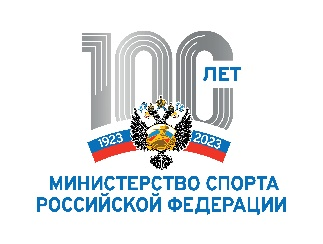 100
ЛЕТ
1923 2023
МИНИСТЕРСТВО СПОРТА
РОССИЙСКОЙ ФЕДЕРАЦИИ